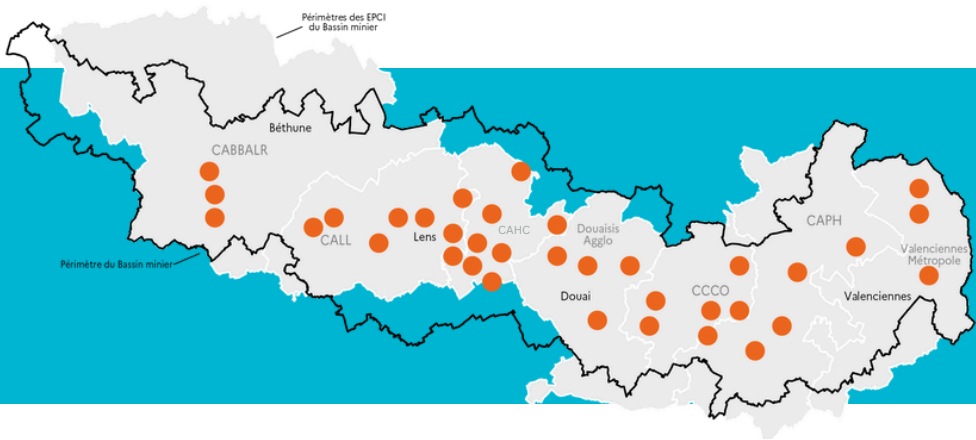 Périmètres des EPCI
du Bassin minier
Béthune
CABBALR
CALL
Lens
CAHC
Douaisis
Agglo
CAPH
Valenciennes
Métropole
Périmètre du Bassin minier
Douai
CCCO
Valenciennes